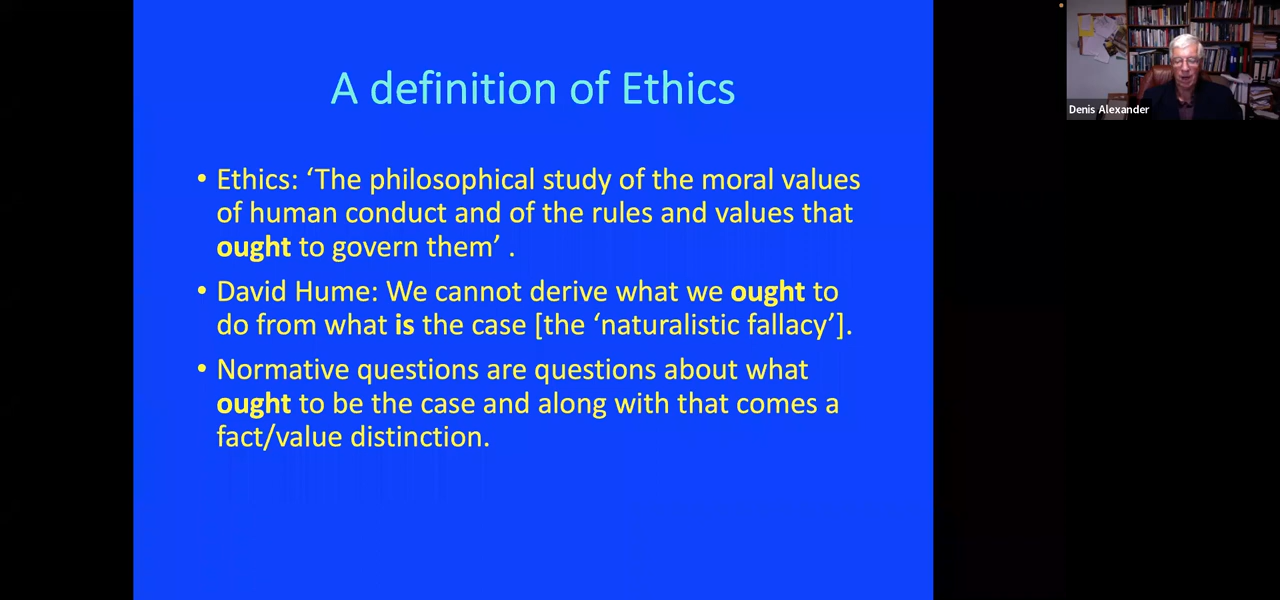 A definition of Ethics
• Ethics: ‘The philosophical study of the moral values
of human conduct and of the rules and values that
ought to govern them’ .
• David Hume: We cannot derive what we ought to
do from what is the case [the ‘naturalistic fallacy’].
• Normative questions are questions about what
ought to be the case and along with that comes a
fact/value distinction.
Denis Alexander